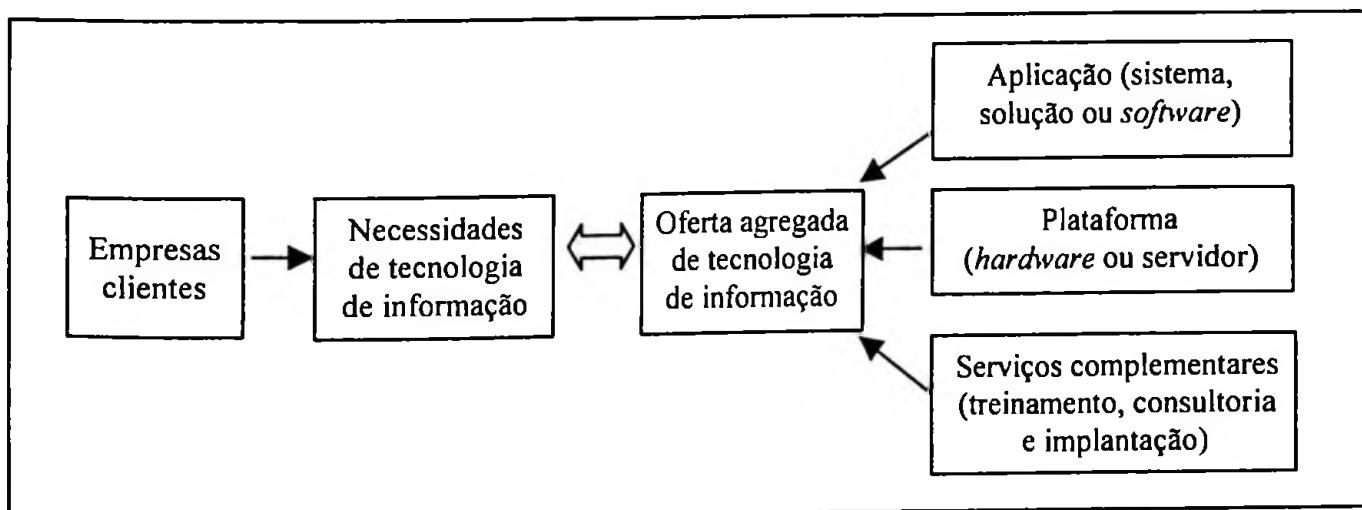 Empresas
clientes
Necessidades
de tecnologia
de informação
Oferta agregada
de tecnologia
de informação
Aplicação (sistema,
solução ou software)
Plataforma
(hardware ou servidor)
Serviços complementares
(treinamento, consultoria
e implantação)